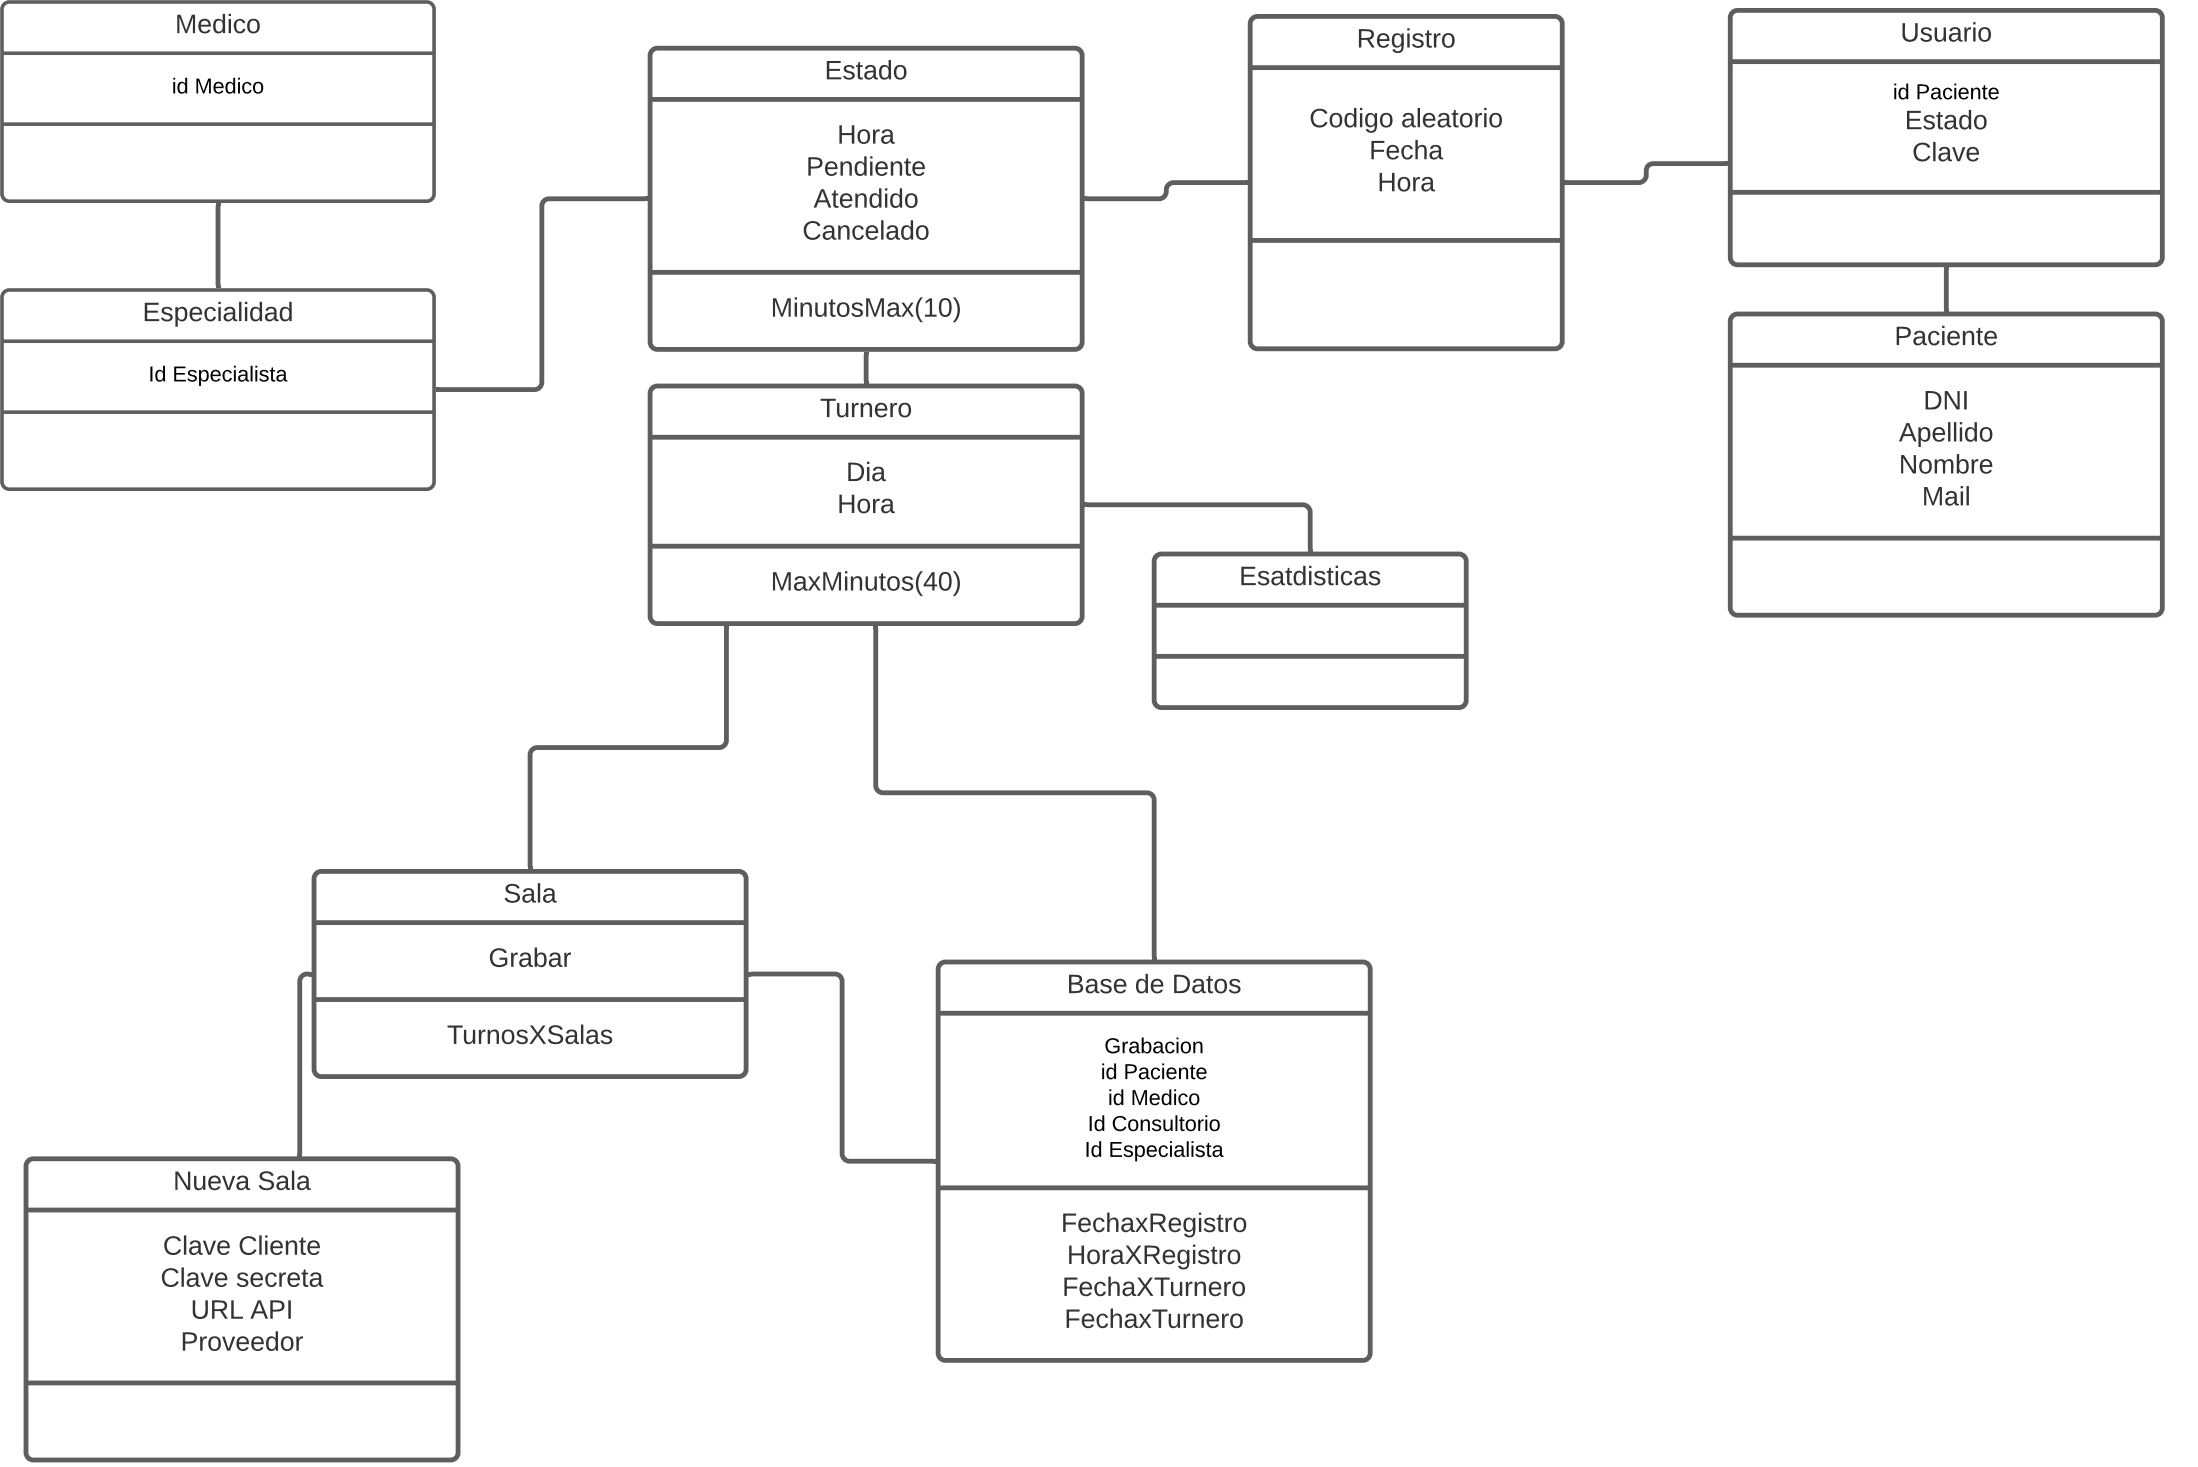 Medico
id Medico
Especialidad
Id Especialista
Estado
Hora
Pendiente
Atendido
Cancelado
MinutosMax(10)
Registro
Codigo aleatorio
Fecha
Hora
Usuario
id Paciente
Estado
Clave
Paciente
DNI
Apellido
Nombre
Mail
Turnero
Dia
Hora
MaxMinutos(40)
Esatdisticas
Sala
Grabar
TurnosXSalas
Base de Datos
Grabacion
id Paciente
id Medico
Id Consultorio
Id Especialista
FechaxRegistro
HoraXRegistro
FechaXTurnero
FechaxTurnero
Nueva Sala
Clave Cliente
Clave secreta
URL API
Proveedor